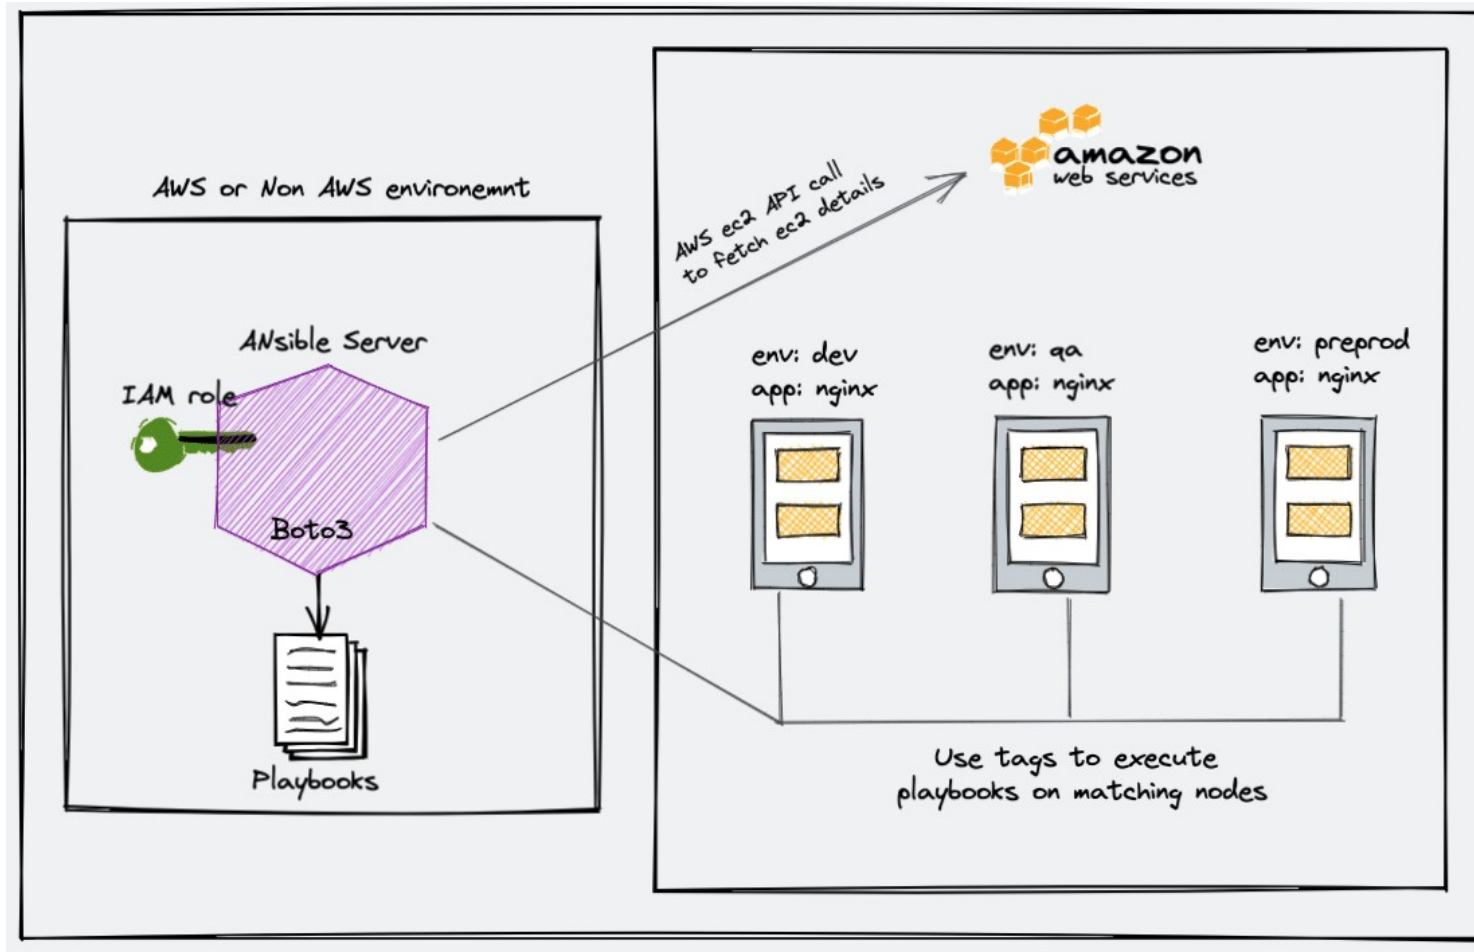 AWS or Non AWS environemnt
ANsible Server
IAM role
Boto3
Playbooks
AWS ec2 API call
to fetch ec2 details
amazon
web services
env: dev
app: nginx
env: qa
app: nginx
env: preprod
app: nginx
Use tags to execute
playbooks on matching nodes